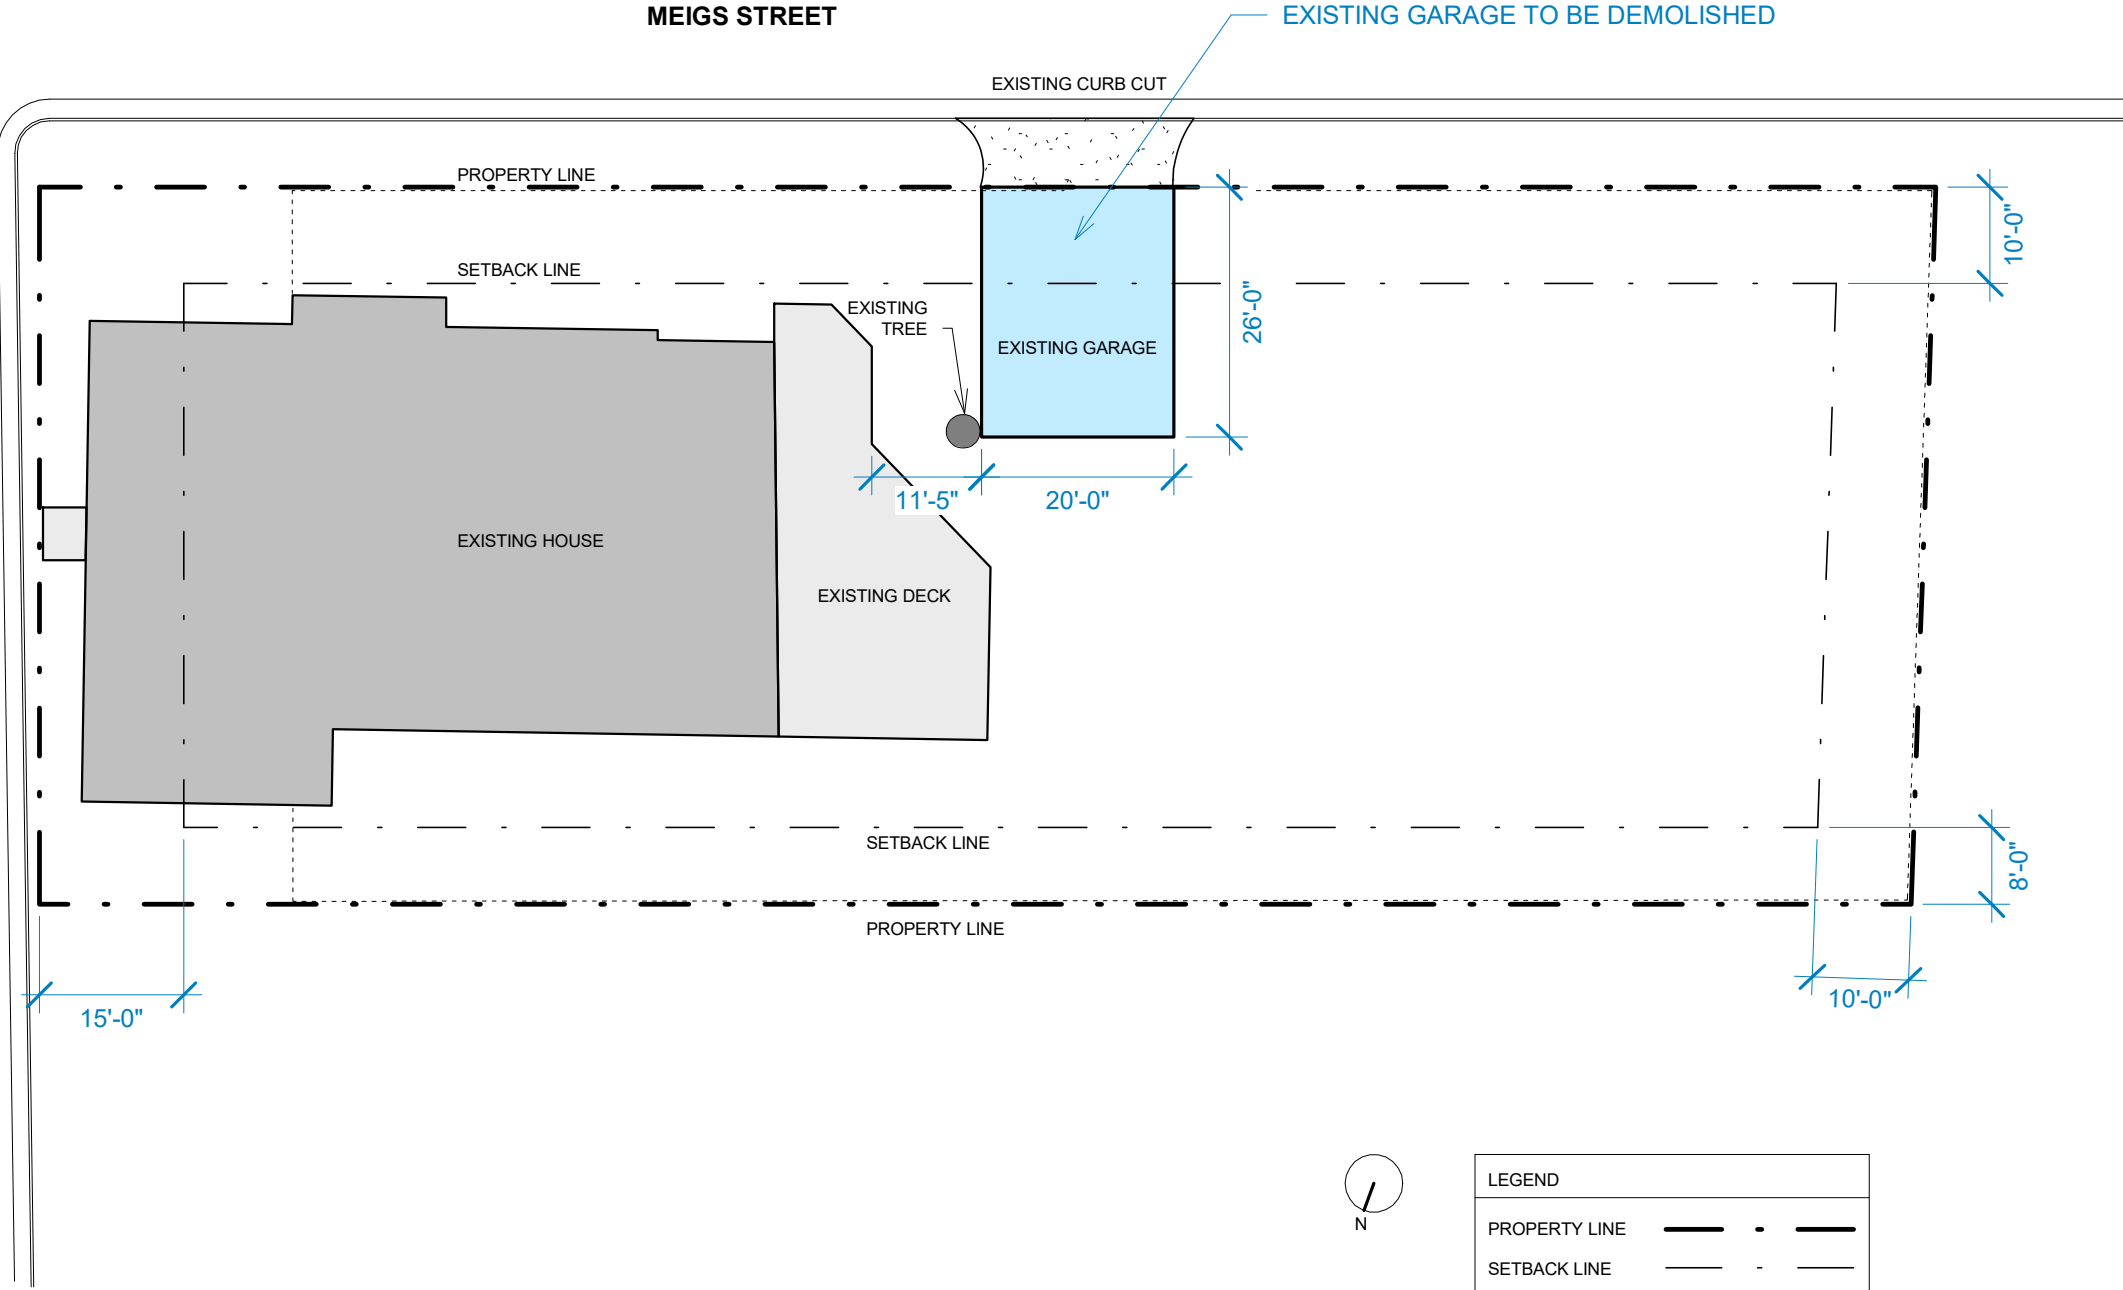 MEIGS STREET
EXISTING GARAGE TO BE DEMOLISHED
EXISTING CURB CUT
PROPERTY LINE
10'-0"
SETBACK LINE
EXISTING
TREE
26'-0"
EXISTING GARAGE
11'-5"
20'-0"
EXISTING HOUSE
EXISTING DECK
SETBACK LINE
8'-0"
PROPERTY LINE
15'-0"
10'-0"
N
LEGEND
PROPERTY LINE
SETBACK LINE